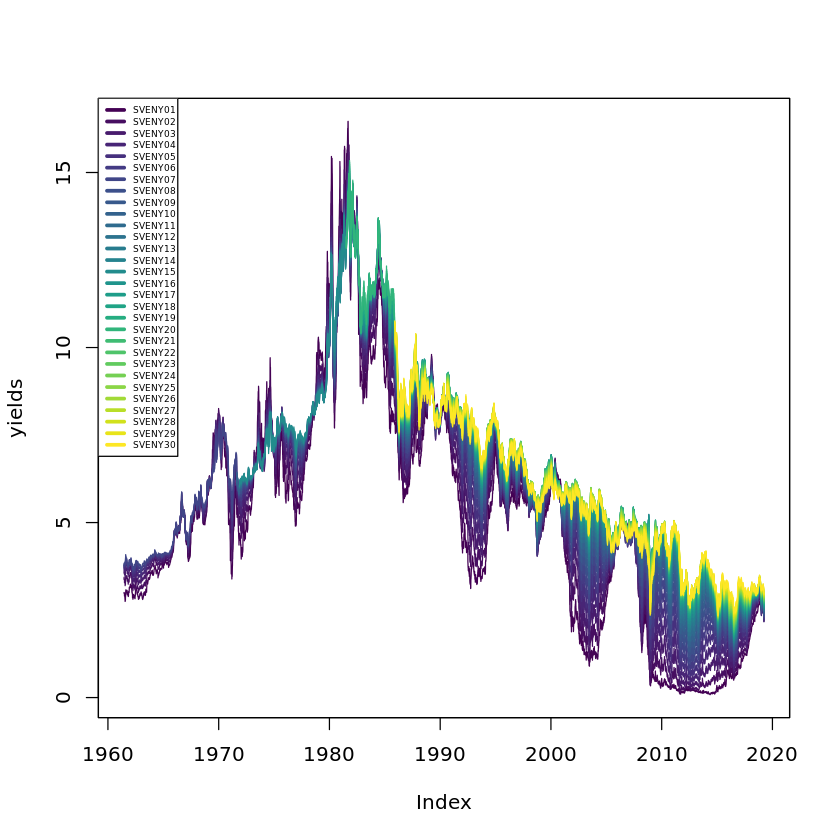 SVENY01
SVENY02
SVENY03
SVENY04
SVENY05
SVENY06
SVENY07
SVENY08
SVENY09
SVENY10
SVENY11
SVENY12
SVENY13
SVENY14
SVENY15
SVENY16
SVENY17
SVENY18
SVENY19
SVENY20
SVENY21
SVENY22
SVENY23
SVENY24
SVENY25
SVENY26
SVENY27
SVENY28
SVENY29
SVENY30
15
10
5
0
yields
1960 1970 1980 1990 2000 2010 2020
Index